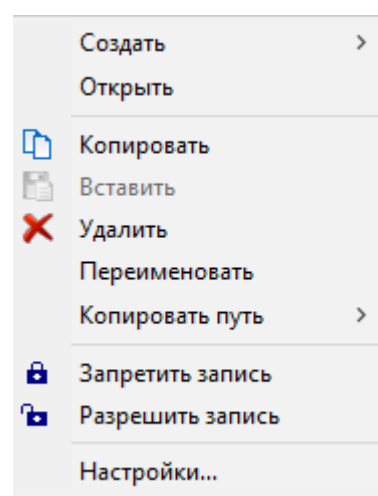 Создать
Открыть
Копировать
Вставить
Удалить
Переименовать
Копировать путь
Запретить запись
Разрешить запись
Настройки...